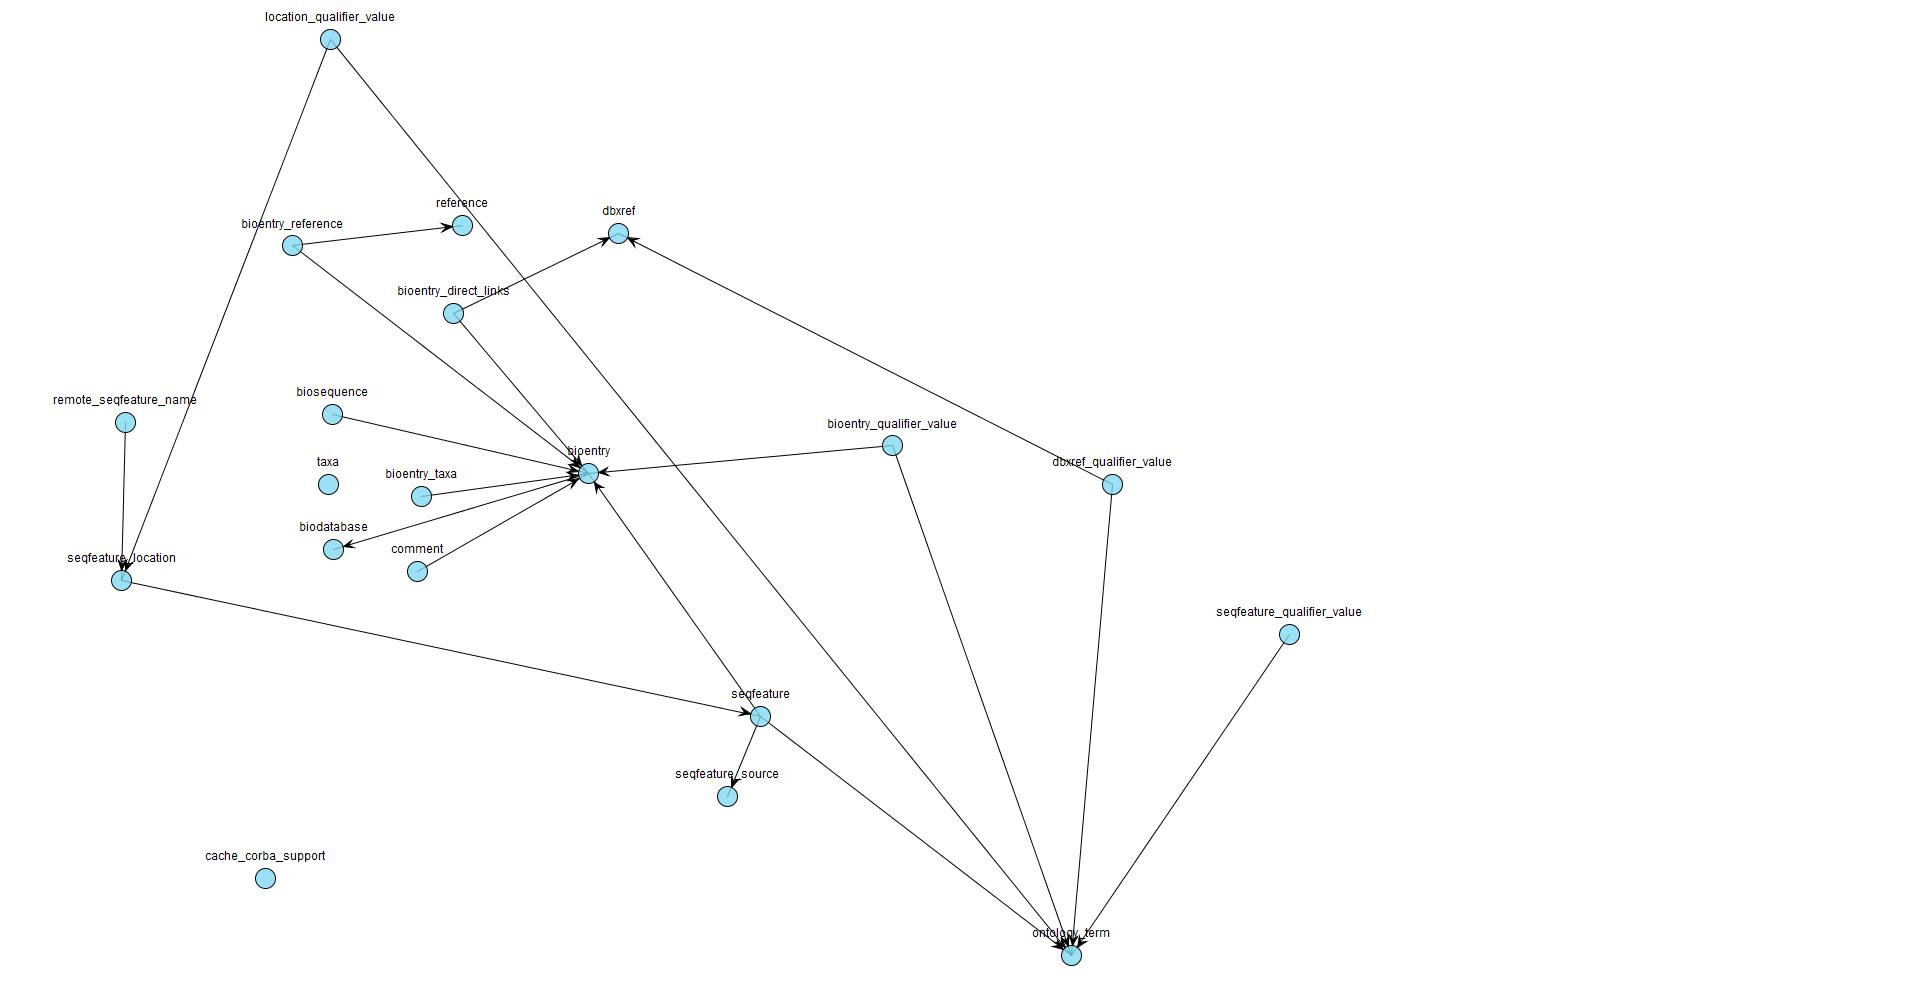 location_qualifier_value
reference
dbxref
bioentry_reference
bioentry_direct_links
biosequence
remote_seqfeature_name
bioentry_qualifier_value
bioentry
taxa
dbxref_qualifier_value
bioentry_taxa
biodatabase
comment
seqfeature_location
seqfeature_qualifier_value
seqfeature
seqfeature_source
cache_corba_support
ontology_term